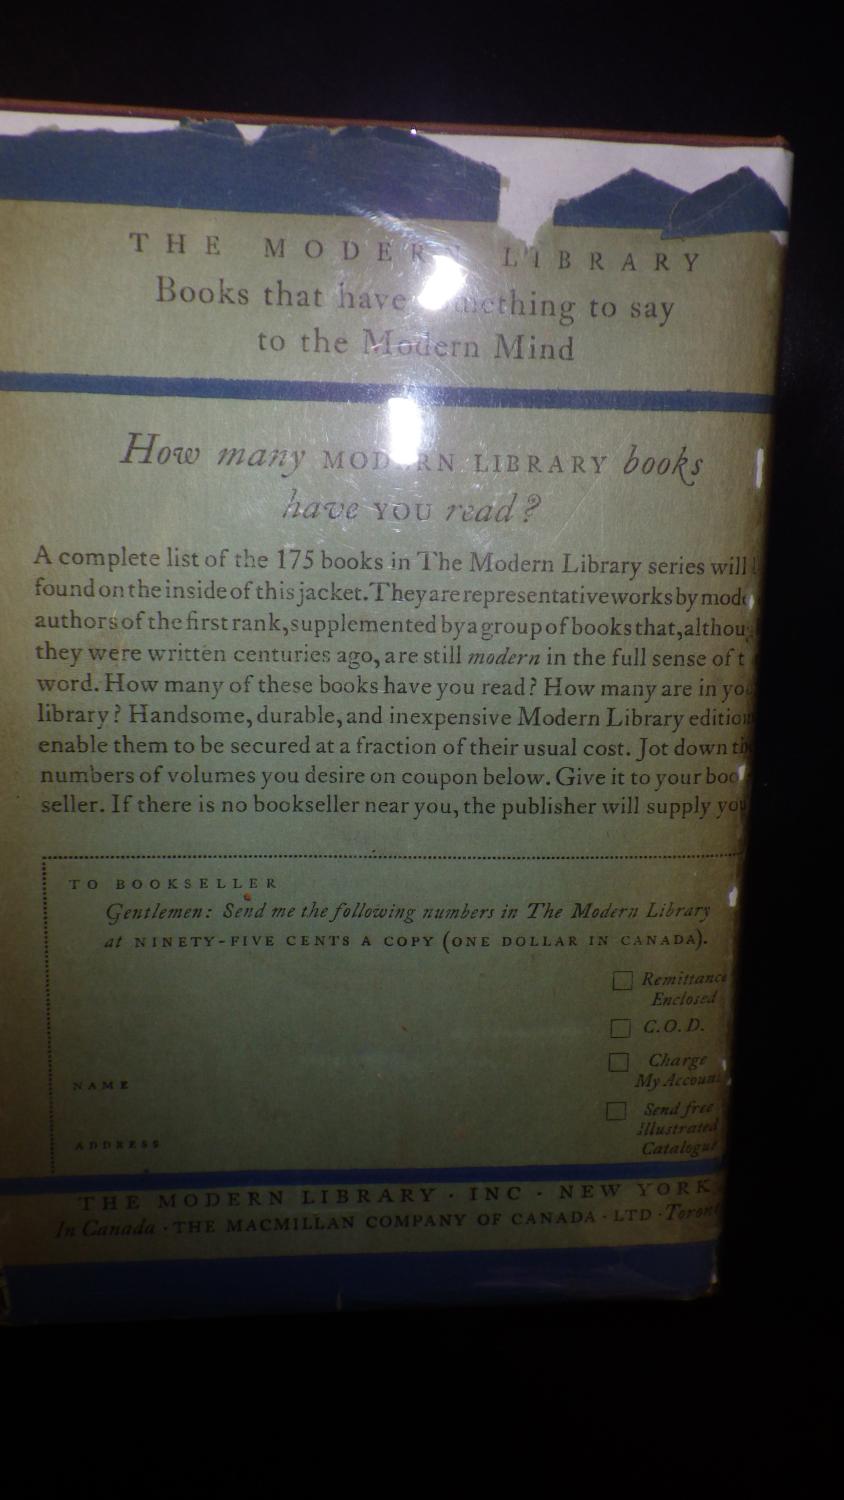 THE MODERN LIBRARY
Books that have something to say
to the Modern Mind
How many MODERN LIBRARY books
have YOU read?
A complete list of the 175 books in The Modern Library series will
found on the inside of this jacket. They are representative works by mode
authors of the first rank, supplemented by a group of books that, althoug
they were written centuries ago, are still modern in the full sense of t
word. How many of these books have you read? How many are in you
library? Handsome, durable, and inexpensive Modern Library edition
enable them to be secured at a fraction of their usual cost. Jot down th
numbers of volumes you desire on coupon below. Give it to your boo
seller. If there is no bookseller near you, the publisher will supply you
TO BOOKSELLER
Gentlemen: Send me the following numbers in The Modern Library
at NINETY-FIVE CENTS A COPY (ONE DOLLAR IN CANADA).
Remittance
Enclosed
C.O.D.
Charge
My Account
Send free
Illustrated
Catalogue
NAME
ADDRESS
THE MODERN LIBRARY · INC · NEW YORK
In Canada · THE MACMILLAN COMPANY OF CANADA · LTD · Toronto